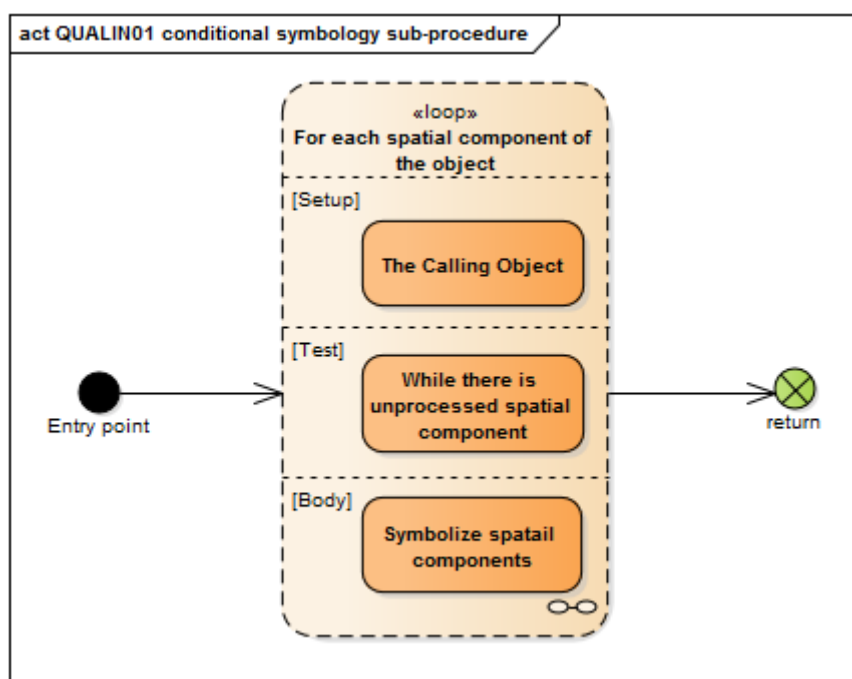 act QUALIN01 conditional symbology sub-procedure
«loop»
For each spatial component of
the object
[Setup]
The Calling Object
[Test]
While there is
unprocessed spatial
component
Entry point
return
[Body]
Symbolize spatail
components